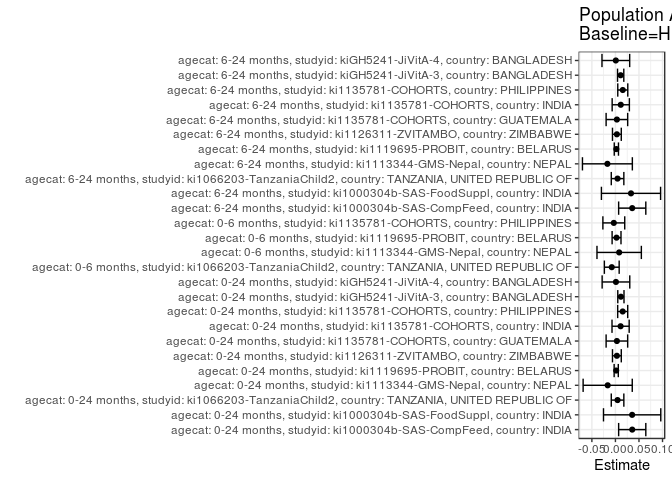 Population A
Baseline=H
agecat: 6-24 months, studyid: kiGH5241-JiVitA-4, country: BANGLADESH
agecat: 6-24 months, studyid: kiGH5241-JiVitA-3, country: BANGLADESH
agecat: 6-24 months, studyid: ki1135781-COHORTS, country: PHILIPPINES
agecat: 6-24 months, studyid: ki1135781-COHORTS, country: INDIA
agecat: 6-24 months, studyid: ki1135781-COHORTS, country: GUATEMALA
agecat: 6-24 months, studyid: ki1126311-ZVITAMBO, country: ZIMBABWE
agecat: 6-24 months, studyid: ki1119695-PROBIT, country: BELARUS
agecat: 6-24 months, studyid: ki1113344-GMS-Nepal, country: NEPAL
agecat: 6-24 months, studyid: ki1066203-TanzaniaChild2, country: TANZANIA, UNITED REPUBLIC OF
agecat: 6-24 months, studyid: ki1000304b-SAS-FoodSuppl, country: INDIA
agecat: 6-24 months, studyid: ki1000304b-SAS-CompFeed, country: INDIA
agecat: 0-6 months, studyid: ki1135781-COHORTS, country: PHILIPPINES
agecat: 0-6 months, studyid: ki1119695-PROBIT, country: BELARUS
agecat: 0-6 months, studyid: ki1113344-GMS-Nepal, country: NEPAL
agecat: 0-6 months, studyid: ki1066203-TanzaniaChild2, country: TANZANIA, UNITED REPUBLIC OF
agecat: 0-24 months, studyid: kiGH5241-JiVitA-4, country: BANGLADESH
agecat: 0-24 months, studyid: kiGH5241-JiVitA-3, country: BANGLADESH
agecat: 0-24 months, studyid: ki1135781-COHORTS, country: PHILIPPINES
agecat: 0-24 months, studyid: ki1135781-COHORTS, country: INDIA
agecat: 0-24 months, studyid: ki1135781-COHORTS, country: GUATEMALA
agecat: 0-24 months, studyid: ki1126311-ZVITAMBO, country: ZIMBABWE
agecat: 0-24 months, studyid: ki1119695-PROBIT, country: BELARUS
agecat: 0-24 months, studyid: ki1113344-GMS-Nepal, country: NEPAL
agecat: 0-24 months, studyid: ki1066203-TanzaniaChild2, country: TANZANIA, UNITED REPUBLIC OF
agecat: 0-24 months, studyid: ki1000304b-SAS-FoodSuppl, country: INDIA
agecat: 0-24 months, studyid: ki1000304b-SAS-CompFeed, country: INDIA
-0.05 0.00 0.05 0.10
Estimate